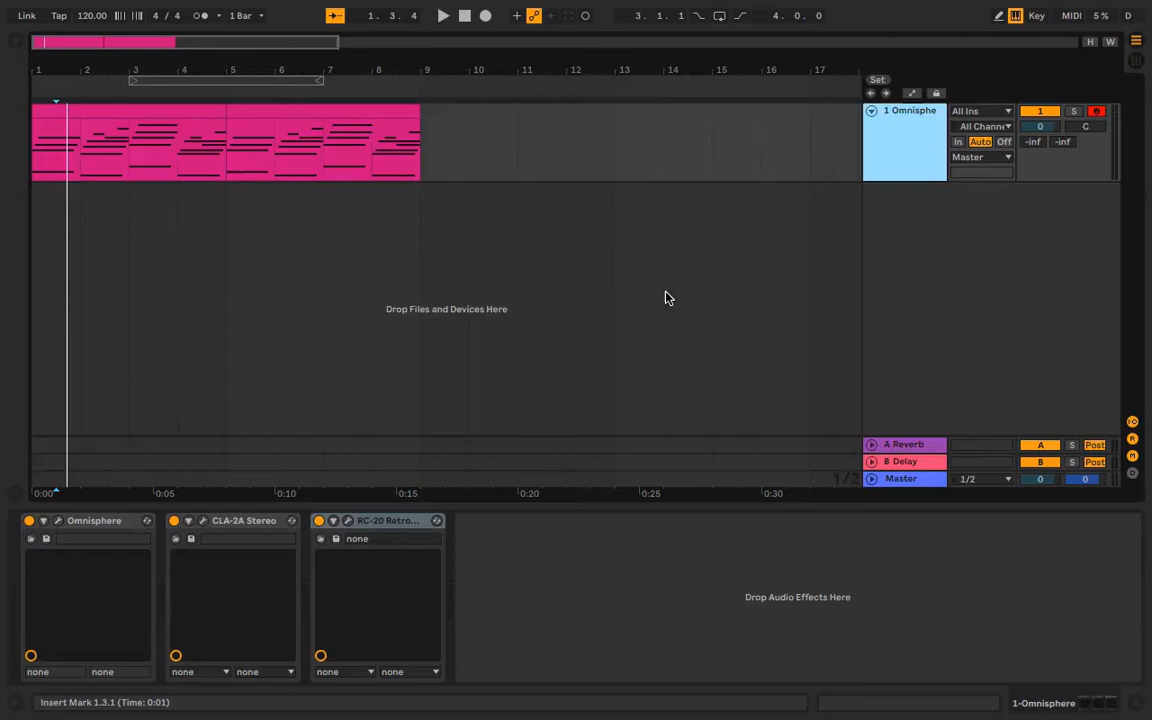 Link Tap 120.00 4 / 4 1 Bar 1. 3. 4 3. 1. 1 4. 0. 0 Key MIDI 5 % D
H W
1 2 3 4 5 6 7 8 9 10 11 12 13 14 15 16 17
Set
1 Omnisphe All Ins 1 S
All Channe 0 C
In Auto Off -inf -inf
Master
Drop Files and Devices Here
A Reverb A S Post
B Delay B S Post
1/2 Master 1/2 0 0
0:00 0:05 0:10 0:15 0:20 0:25 0:30
Omnisphere CLA-2A Stereo RC-20 Retro...
none
Drop Audio Effects Here
none none none none none none
Insert Mark 1.3.1 (Time: 0:01) 1-Omnisphere